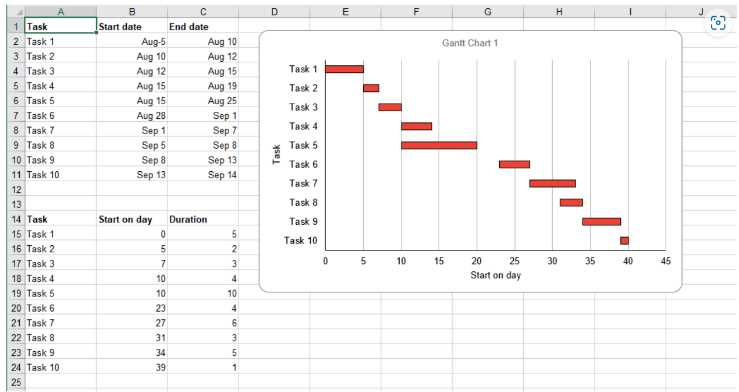 A B C D E F G H I J
1 Task Start date End date
2 Task 1 Aug-5 Aug 10
3 Task 2 Aug 10 Aug 12
4 Task 3 Aug 12 Aug 15
5 Task 4 Aug 15 Aug 19
6 Task 5 Aug 15 Aug 25
7 Task 6 Aug 28 Sep 1
8 Task 7 Sep 1 Sep 7
9 Task 8 Sep 5 Sep 8
10 Task 9 Sep 8 Sep 13
11 Task 10 Sep 13 Sep 14
12
13
14 Task Start on day Duration
15 Task 1 0 5
16 Task 2 5 2
17 Task 3 7 3
18 Task 4 10 4
19 Task 5 10 10
20 Task 6 23 4
21 Task 7 27 6
22 Task 8 31 3
23 Task 9 34 5
24 Task 10 39 1
25
Gantt Chart 1
Task
Task 1
Task 2
Task 3
Task 4
Task 5
Task 6
Task 7
Task 8
Task 9
Task 10
0 5 10 15 20 25 30 35 40 45
Start on day